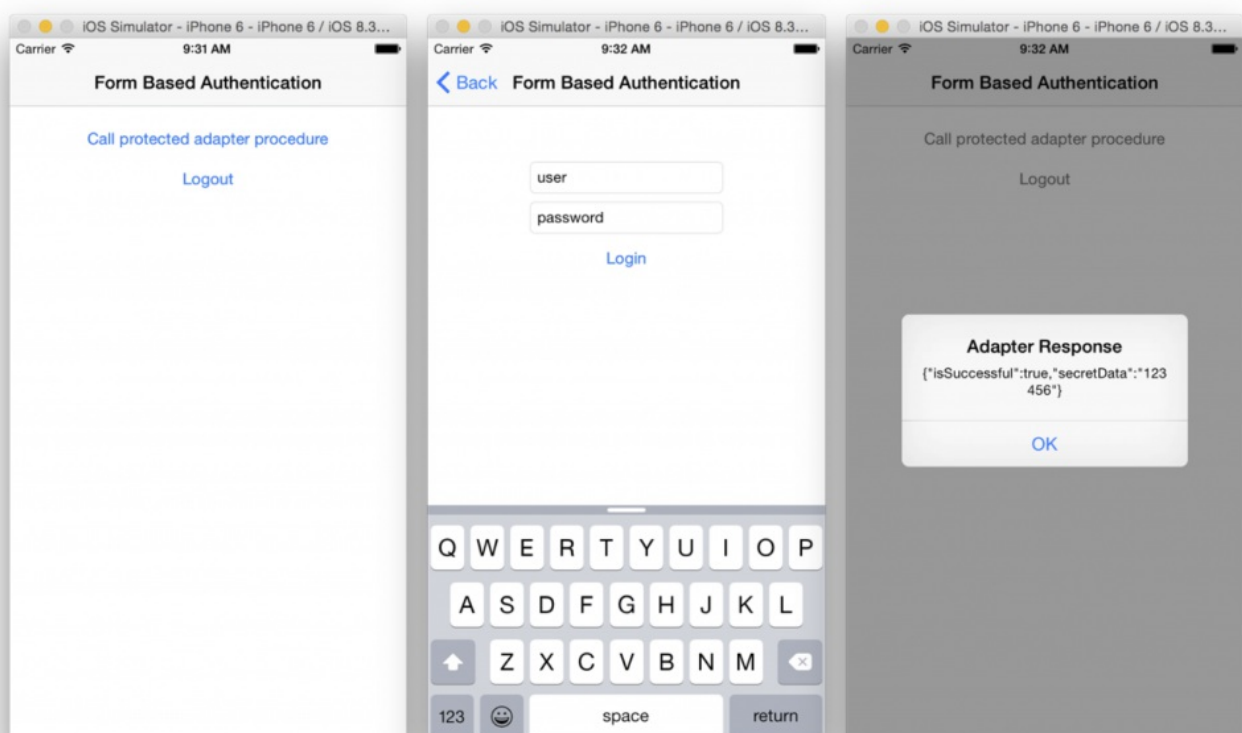 iOS Simulator - iPhone 6 - iPhone 6 / iOS 8.3...
Carrier
9:31 AM
Form Based Authentication
Call protected adapter procedure
Logout
iOS Simulator - iPhone 6 - iPhone 6 / iOS 8.3...
Carrier
9:32 AM
Back
Form Based Authentication
user
password
Login
Q W E R T Y U I O P
A S D F G H J K L
Z X C V B N M
123
space
return
iOS Simulator - iPhone 6 - iPhone 6 / iOS 8.3...
Carrier
9:32 AM
Form Based Authentication
Call protected adapter procedure
Logout
Adapter Response
{"isSuccessful":true,"secretData":"123
456"}
OK